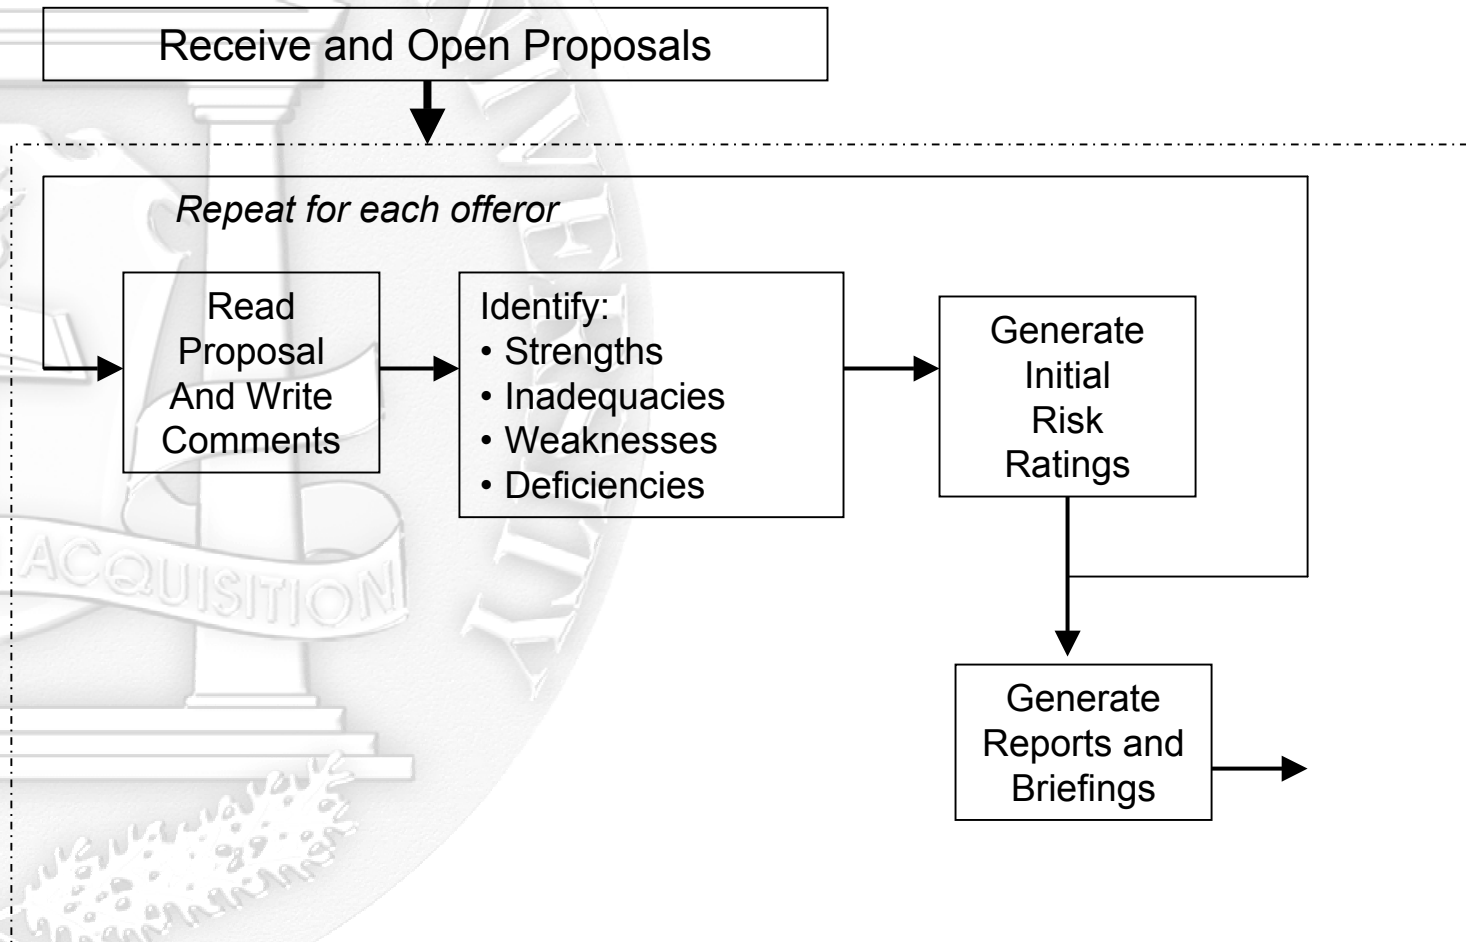 Receive and Open Proposals
Repeat for each offeror
Read
Proposal
And Write
Comments
Identify:
• Strengths
• Inadequacies
• Weaknesses
• Deficiencies
Generate
Initial
Risk
Ratings
Generate
Reports and
Briefings
ACQUISITION